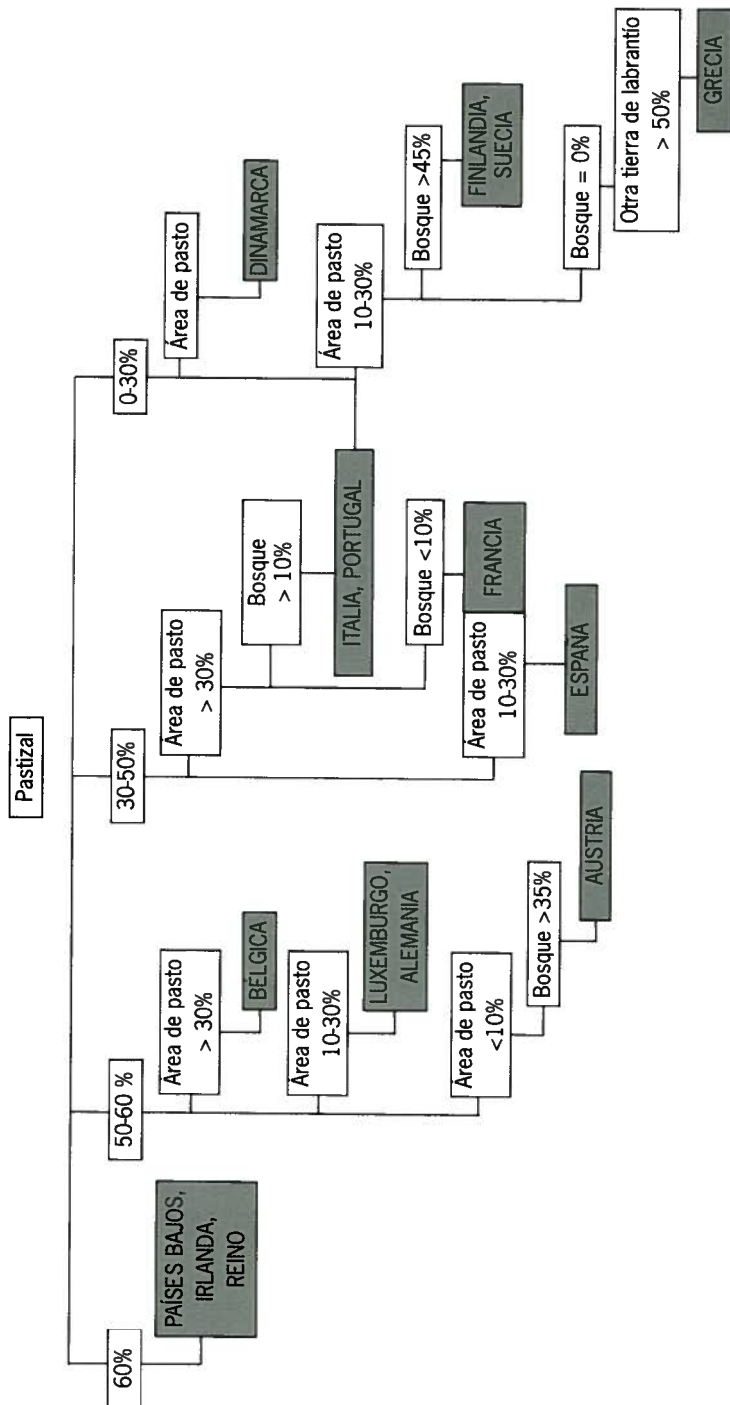 Pastizal
60%
PAÍSES BAJOS,
IRLANDA,
REINO
50-60 %
Área de pasto
> 30%
BÉLGICA
Área de pasto
10-30%
LUXEMBURGO,
ALEMANIA
Área de pasto
<10%
Bosque >35%
AUSTRIA
30-50%
Área de pasto
> 30%
Bosque
> 10%
ITALIA, PORTUGAL
Bosque <10%
FRANCIA
Área de pasto
10-30%
ESPAÑA
0-30%
Área de pasto
DINAMARCA
Área de pasto
10-30%
Bosque >45%
FINLANDIA,
SUECIA
Bosque = 0%
Otra tierra de labrantío
> 50%
GRECIA